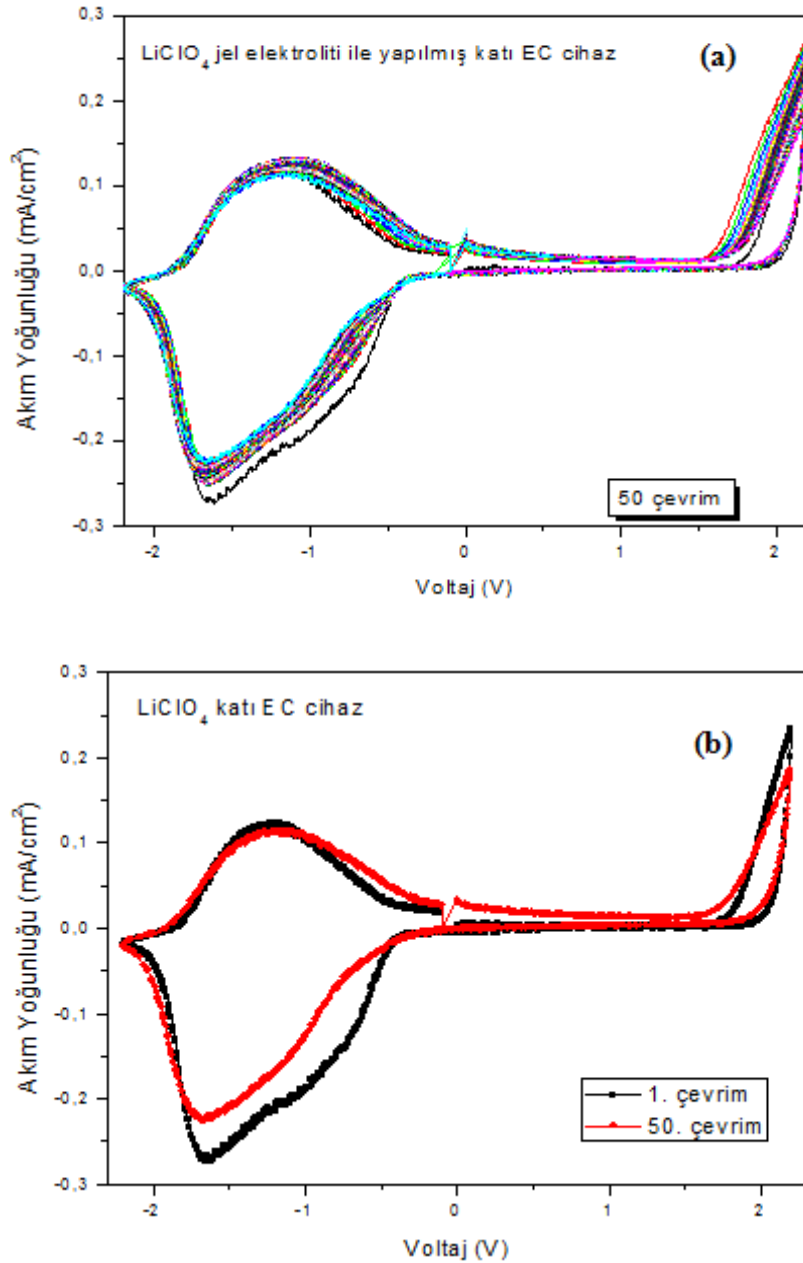 LiClO4 jel elektroliti ile yapılmış katı EC cihaz
(a)
0,3
0,2
0,1
0,0
-0,1
-0,2
-0,3
Akım Yoğunluğu (mA/cm2)
50 çevrim
-2 -1 0 1 2
Voltaj (V)
LiClO4 katı EC cihaz
(b)
0,3
0,2
0,1
0,0
-0,1
-0,2
-0,3
Akım Yoğunluğu (mA/cm2)
1. çevrim
50. çevrim
-2 -1 0 1 2
Voltaj (V)